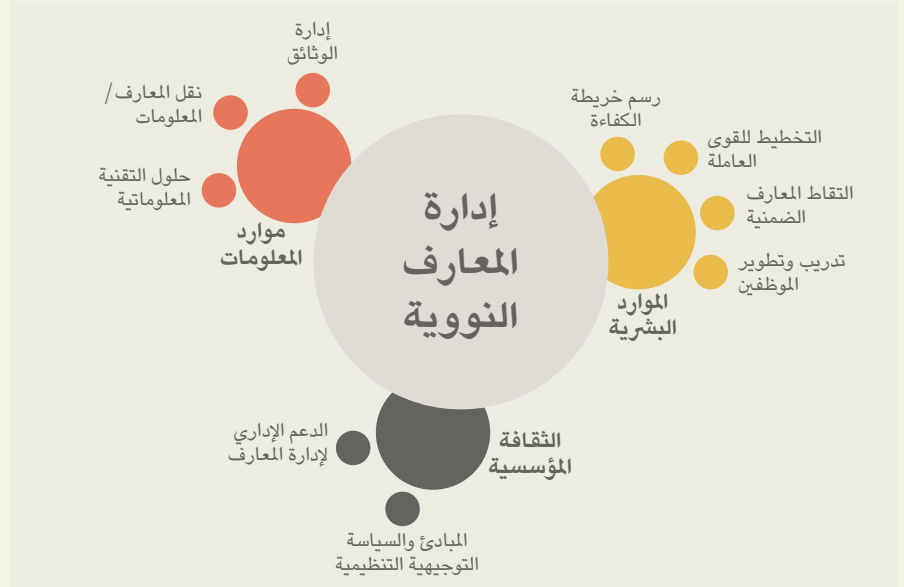 إدارة
المعارف
النووية
رسم خريطة
الكفاءة
التخطيط للقوى
العاملة
التقاط المعارف
الضمنية
تدريب وتطوير
الموظفين
الموارد
البشرية
إدارة
الوثائق
نقل المعارف/
المعلومات
حلول التقنية
المعلوماتية
موارد
المعلومات
الثقافة
المؤسسية
الدعم الإداري
لإدارة المعارف
المبادئ والسياسة
التوجيهية التنظيمية